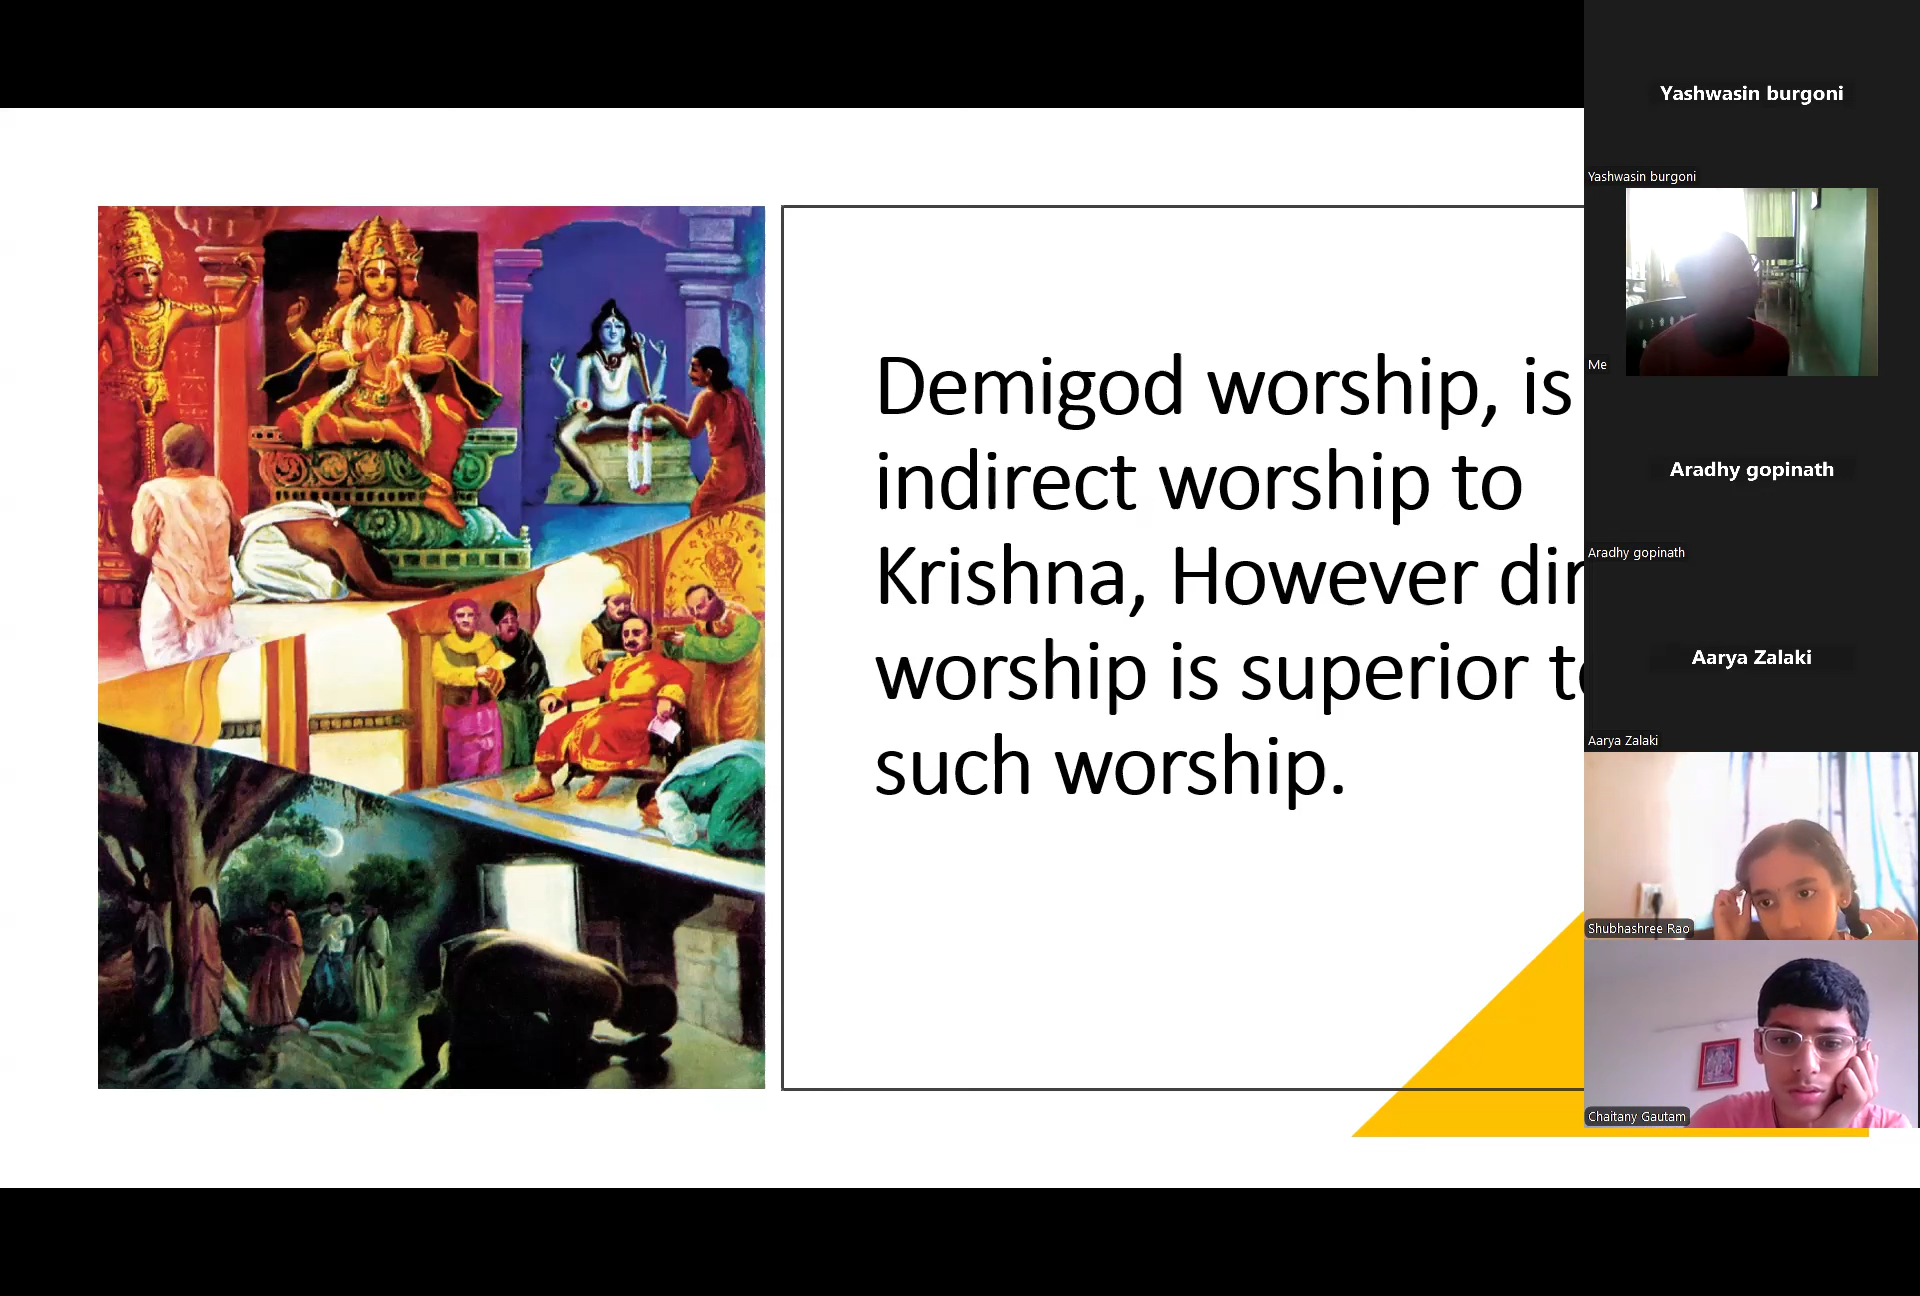 Demigod worship, is
indirect worship to
Krishna, However dir
worship is superior to
such worship.
Yashwasin burgoni
Yashwasin burgoni
Me
Aradhy gopinath
Aradhy gopinath
Aarya Zalaki
Aarya Zalaki
Shubhashree Rao
Chaitany Gautam